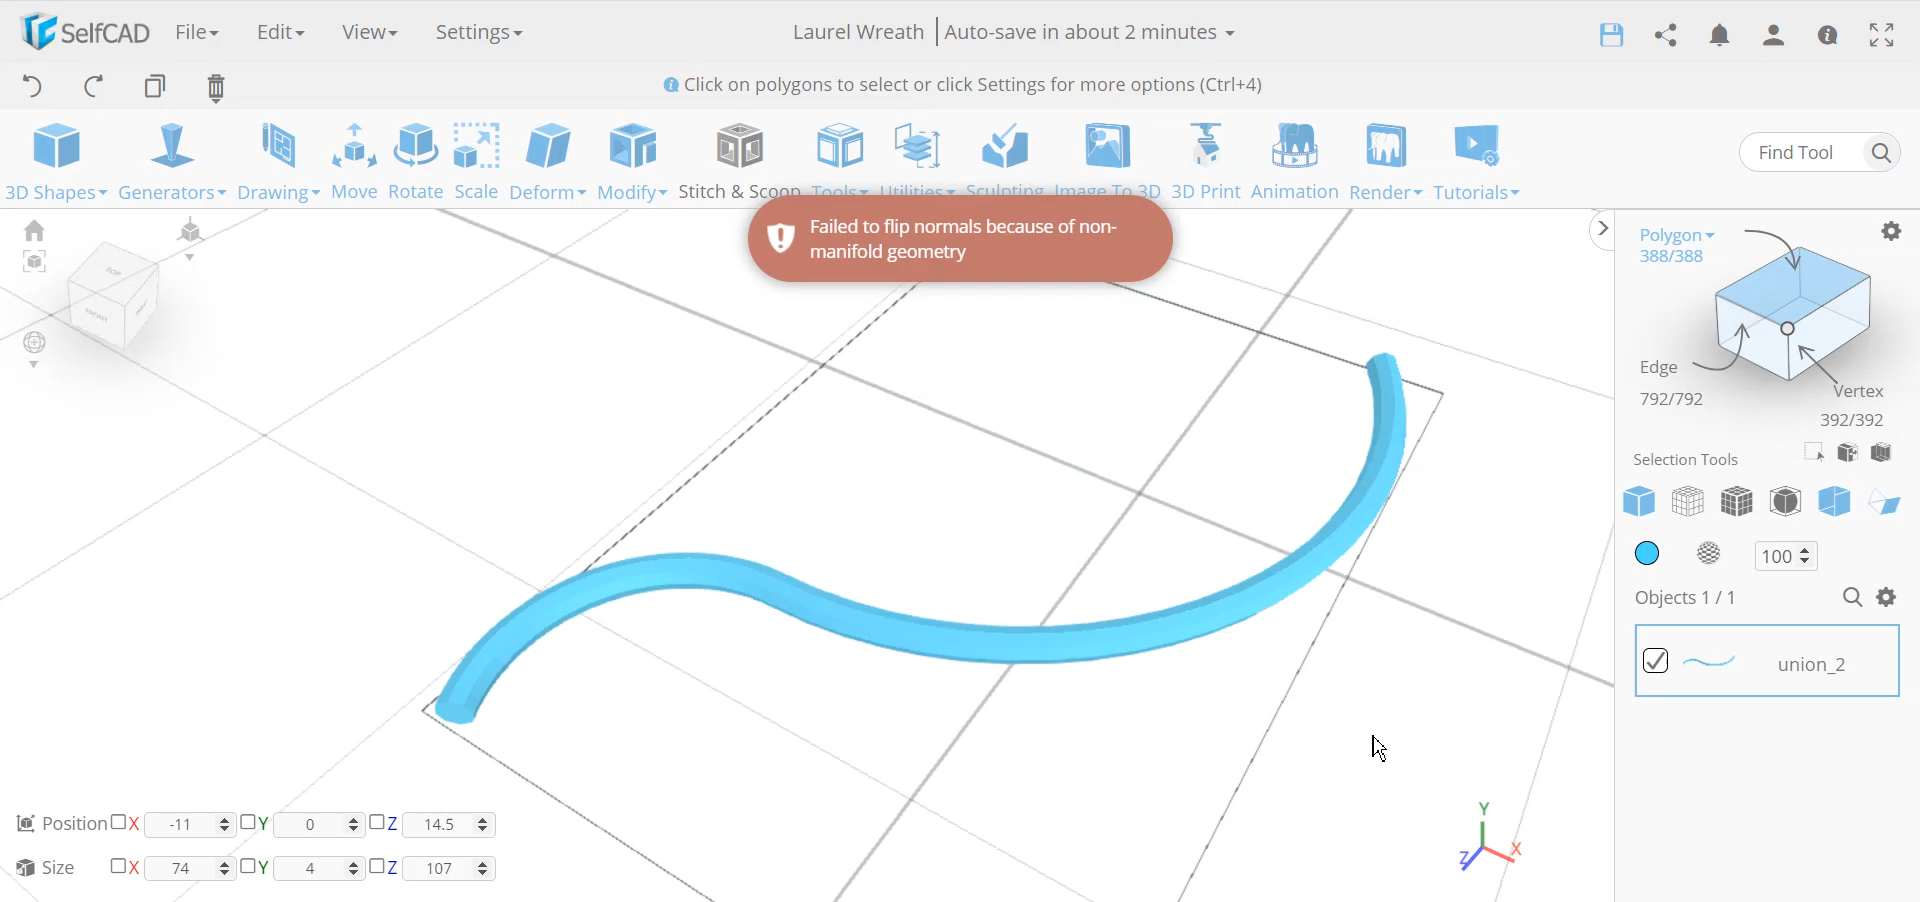 SelfCAD File Edit View Settings Laurel Wreath Auto-save in about 2 minutes
Click on polygons to select or click Settings for more options (Ctrl+4)
3D Shapes Generators Drawing Move Rotate Scale Deform Modify Stitch & Scoop Tools Utilities Sculpting Image To 3D 3D Print Animation Render Tutorials Find Tool
Failed to flip normals because of non-
manifold geometry
TOP
FRONT
Polygon
388/388
Edge
792/792
Vertex
392/392
Selection Tools
100
Objects 1 / 1
union_2
Position X -11 Y 0 Z 14.5
Size X 74 Y 4 Z 107
Y
Z X